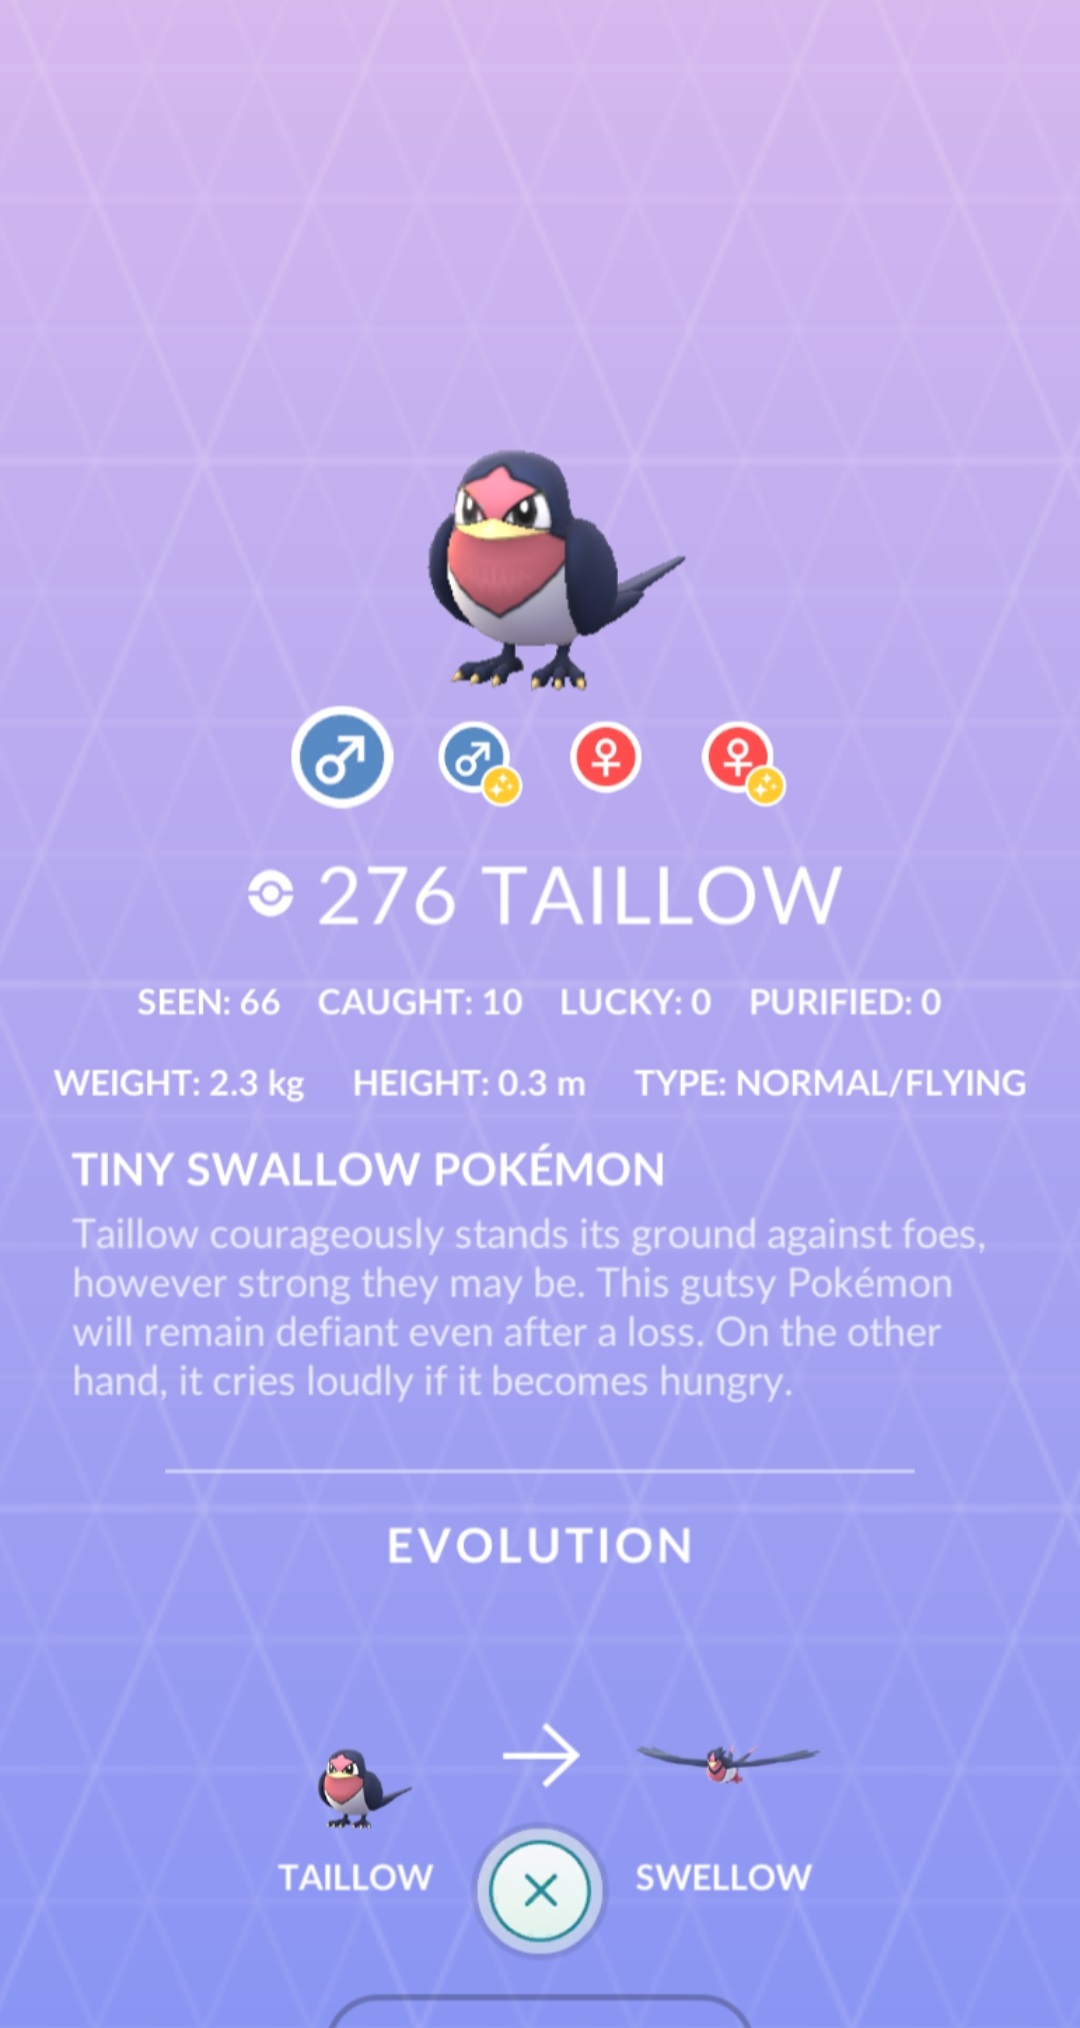 276 TAILLOW
SEEN: 66 CAUGHT: 10 LUCKY: 0 PURIFIED: 0
WEIGHT: 2.3 kg HEIGHT: 0.3 m TYPE: NORMAL/FLYING
TINY SWALLOW POKÉMON
Taillow courageously stands its ground against foes,
however strong they may be. This gutsy Pokémon
will remain defiant even after a loss. On the other
hand, it cries loudly if it becomes hungry.
EVOLUTION
TAILLOW SWELLOW